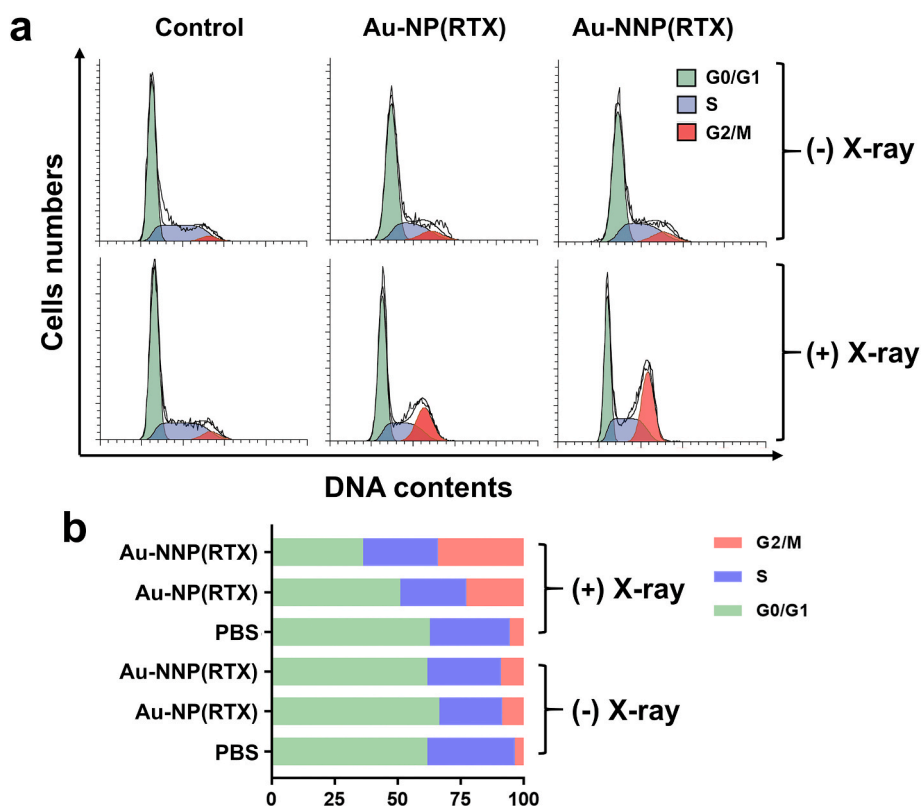 a
Control
Au-NP(RTX)
Au-NNP(RTX)
G0/G1
S
G2/M
(-) X-ray
Cells numbers
(+) X-ray
DNA contents
b
Au-NNP(RTX)
Au-NP(RTX)
PBS
(+) X-ray
Au-NNP(RTX)
Au-NP(RTX)
PBS
(-) X-ray
G2/M
S
G0/G1
0 25 50 75 100